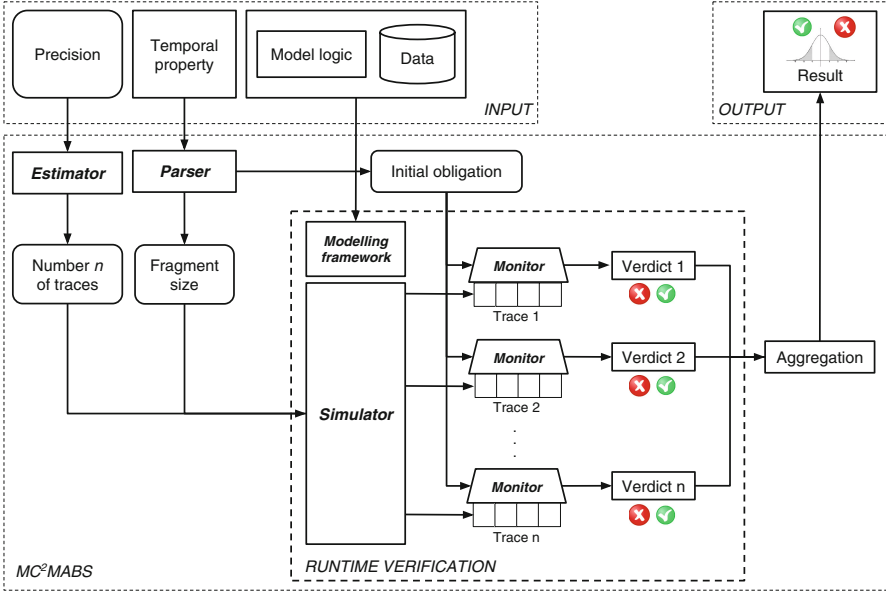 Precision
Temporal
property
Model logic
Data
INPUT
Result
OUTPUT
Estimator
Parser
Initial obligation
Number n
of traces
Fragment
size
Modelling
framework
Simulator
Monitor
Trace 1
Verdict 1
Monitor
Trace 2
Verdict 2
.
.
.
Monitor
Trace n
Verdict n
Aggregation
RUNTIME VERIFICATION
MC²MABS